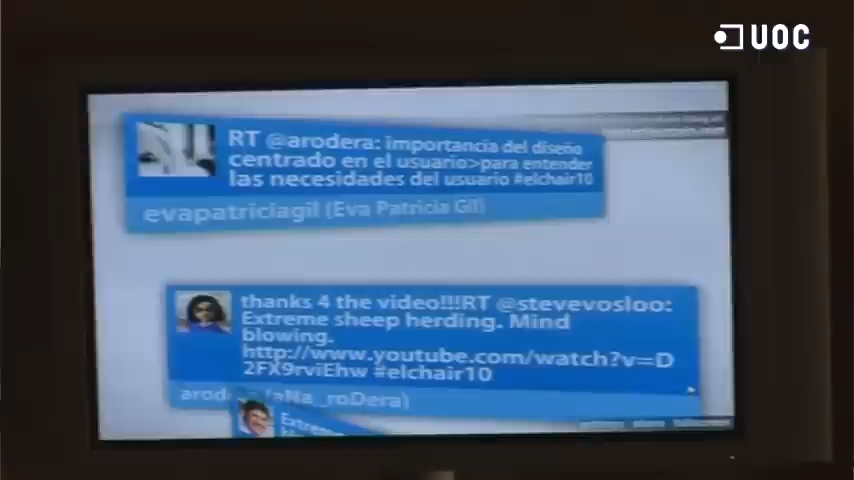 UOC
RT @arodera: importancia del diseño
centrado en el usuario>para entender
las necesidades del usuario #elchair10
evapatriciagil (Eva Patricia Gil)
thanks 4 the video!!!RT @stevevosloo:
Extreme sheep herding. Mind
blowing.
http://www.youtube.com/watch?v=D
2FX9rviEhw #elchair10
(aNa_roDera)
Extreme